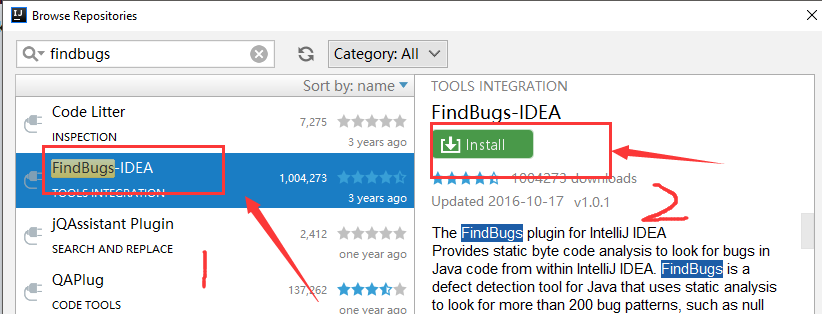 Browse Repositories
findbugs
Category: All
Sort by: name
Code Litter
7,275
INSPECTION
3 years ago
FindBugs-IDEA
1,004,273
TOOLS INTEGRATION
3 years ago
jQAssistant Plugin
2,412
SEARCH AND REPLACE
one year ago
QAPlug
137,262
CODE TOOLS
one year ago
1
TOOLS INTEGRATION
FindBugs-IDEA
Install
1004273 downloads
Updated 2016-10-17 v1.0.1
2
The FindBugs plugin for IntelliJ IDEA
Provides static byte code analysis to look for bugs in
Java code from within IntelliJ IDEA. FindBugs is a
defect detection tool for Java that uses static analysis
to look for more than 200 bug patterns, such as null